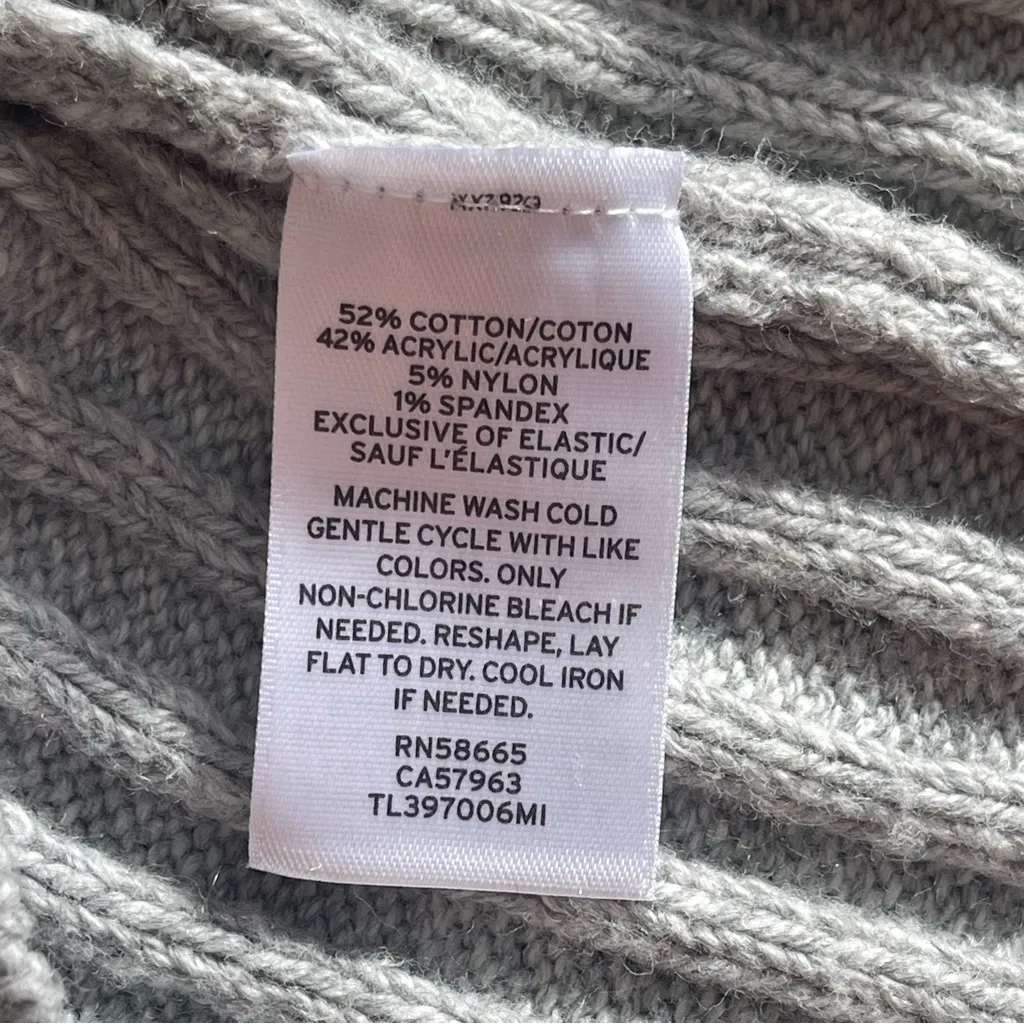 52% COTTON/COTON
42% ACRYLIC/ACRYLIQUE
5% NYLON
1% SPANDEX
EXCLUSIVE OF ELASTIC/
SAUF L'ÉLASTIQUE
MACHINE WASH COLD
GENTLE CYCLE WITH LIKE
COLORS. ONLY
NON-CHLORINE BLEACH IF
NEEDED. RESHAPE, LAY
FLAT TO DRY. COOL IRON
IF NEEDED.
RN58665
CA57963
TL397006MI